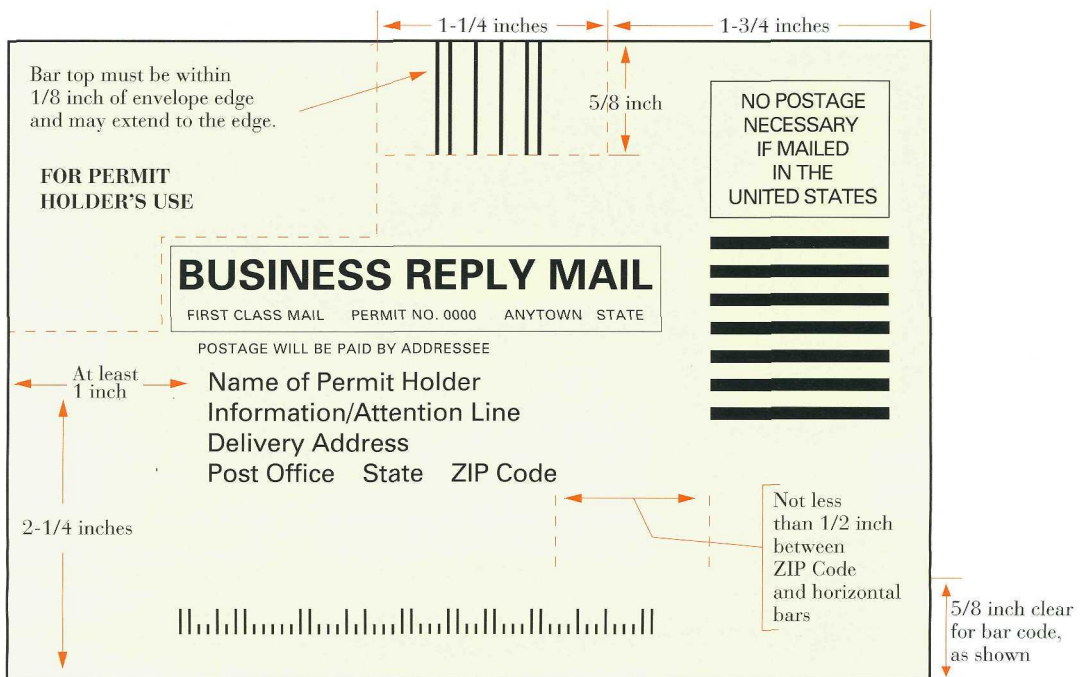 1-1/4 inches
1-3/4 inches
Bar top must be within
1/8 inch of envelope edge
and may extend to the edge.
5/8 inch
NO POSTAGE
NECESSARY
IF MAILED
IN THE
UNITED STATES
FOR PERMIT
HOLDER'S USE
BUSINESS REPLY MAIL
FIRST CLASS MAIL PERMIT NO. 0000 ANYTOWN STATE
POSTAGE WILL BE PAID BY ADDRESSEE
At least
1 inch
Name of Permit Holder
Information/Attention Line
Delivery Address
Post Office State ZIP Code
2-1/4 inches
Not less
than 1/2 inch
between
ZIP Code
and horizontal
bars
5/8 inch clear
for bar code,
as shown